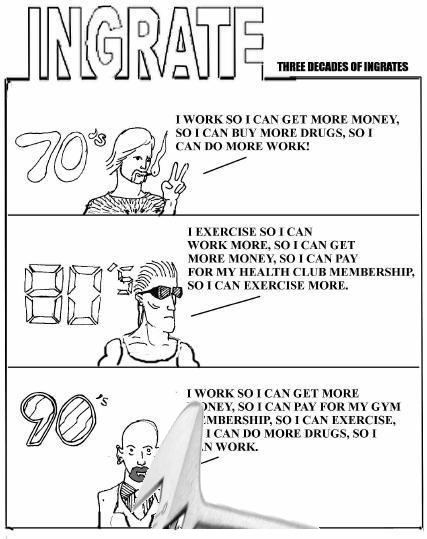 INGRATE
THREE DECADES OF INGRATES
70's
I WORK SO I CAN GET MORE MONEY,
SO I CAN BUY MORE DRUGS, SO I
CAN DO MORE WORK!
80's
I EXERCISE SO I CAN
WORK MORE, SO I CAN GET
MORE MONEY, SO I CAN PAY
FOR MY HEALTH CLUB MEMBERSHIP,
SO I CAN EXERCISE MORE.
90's
I WORK SO I CAN GET MORE
SO I CAN PAY FOR MY GYM
SO I CAN EXERCISE,
I CAN DO MORE DRUGS, SO I
WORK.